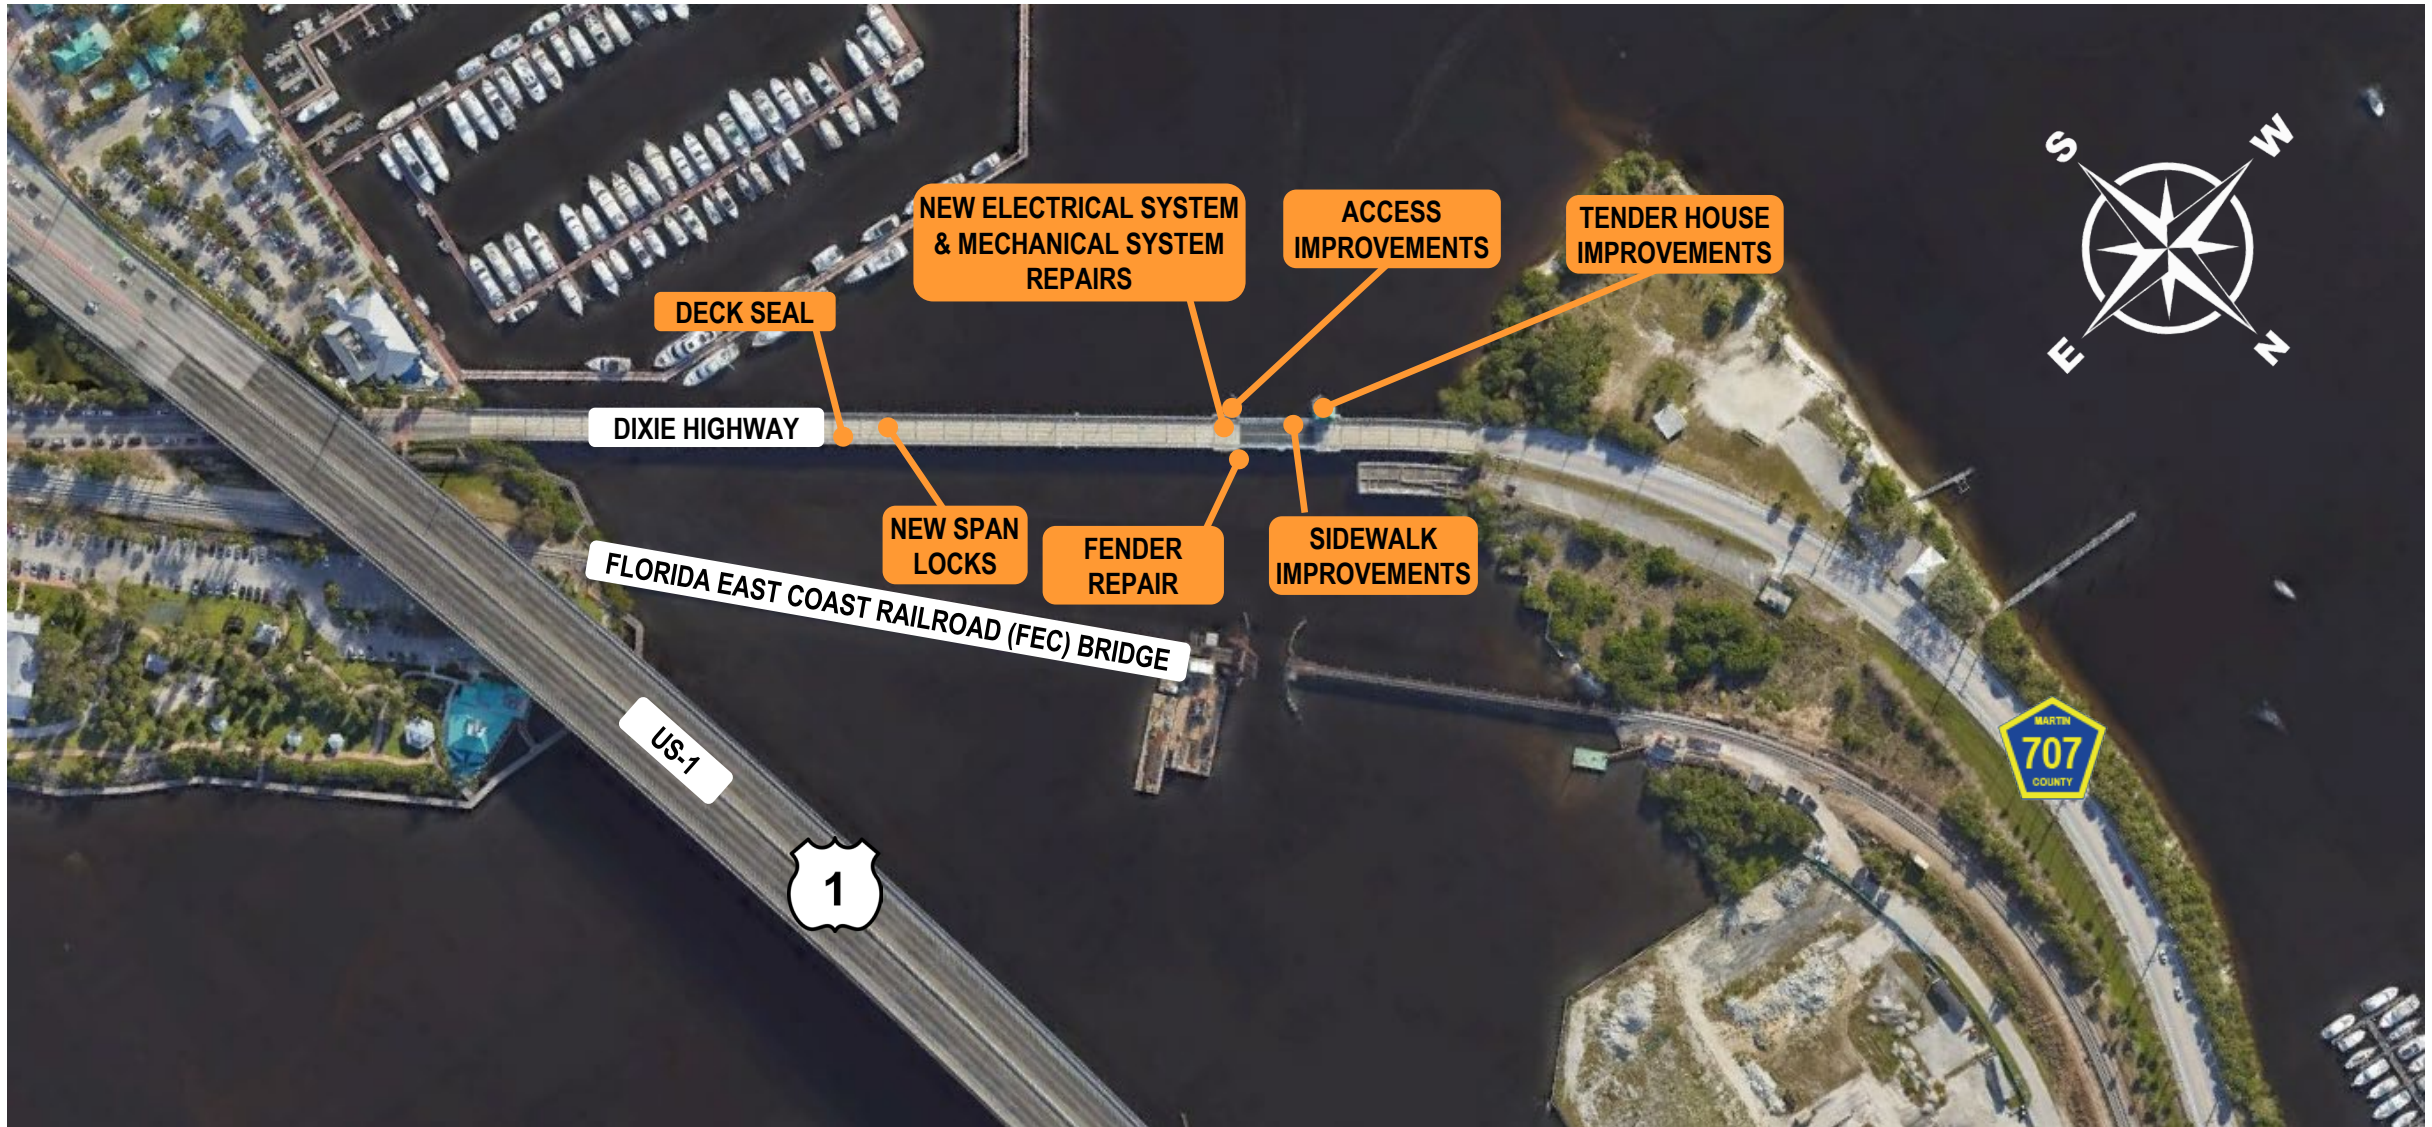 S
W
NEW ELECTRICAL SYSTEM
& MECHANICAL SYSTEM
REPAIRS
ACCESS
IMPROVEMENTS
TENDER HOUSE
IMPROVEMENTS
DECK SEAL
E
N
DIXIE HIGHWAY
NEW SPAN
LOCKS
FENDER
REPAIR
SIDEWALK
IMPROVEMENTS
FLORIDA EAST COAST RAILROAD (FEC) BRIDGE
US-1
MARTIN
707
COUNTY
1